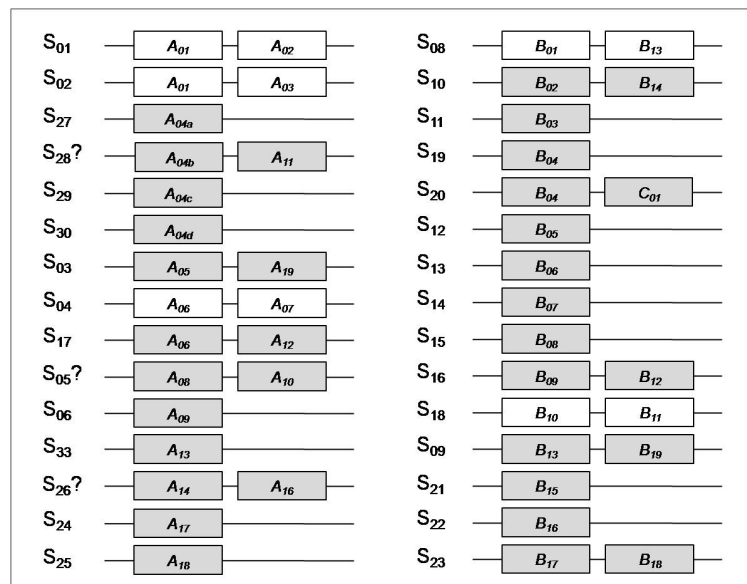 S01 A01 A02
S02 A01 A03
S27 A04a
S28? A04b A11
S29 A04c
S30 A04d
S03 A05 A19
S04 A06 A07
S17 A06 A12
S05? A08 A10
S06 A09
S33 A13
S26? A14 A16
S24 A17
S25 A18
S08 B01 B13
S10 B02 B14
S11 B03
S19 B04
S20 B04 C01
S12 B05
S13 B06
S14 B07
S15 B08
S16 B09 B12
S18 B10 B11
S09 B13 B19
S21 B15
S22 B16
S23 B17 B18